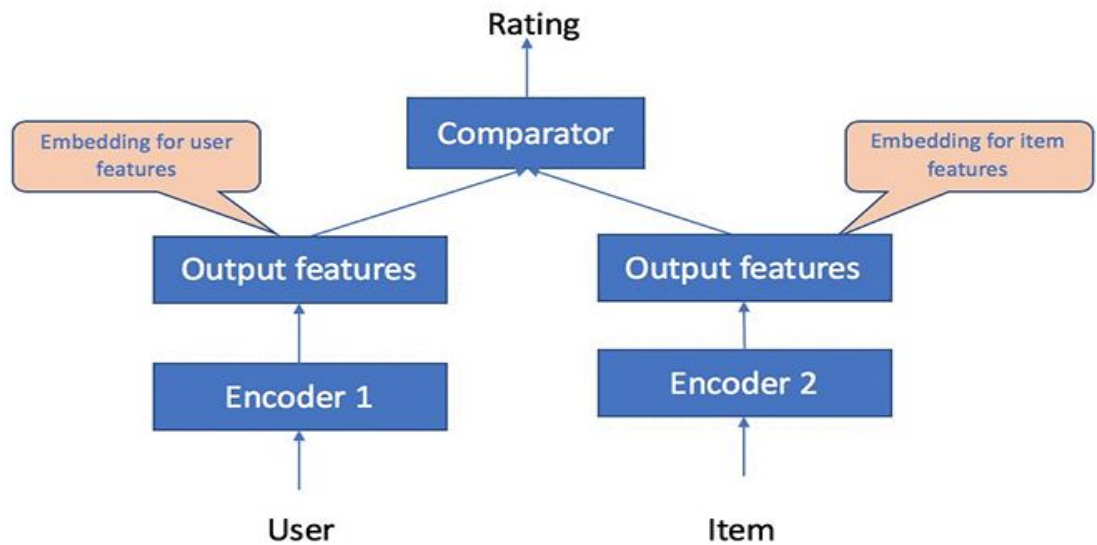 Rating
Comparator
Embedding for user
features
Embedding for item
features
Output features
Output features
Encoder 1
Encoder 2
User
Item